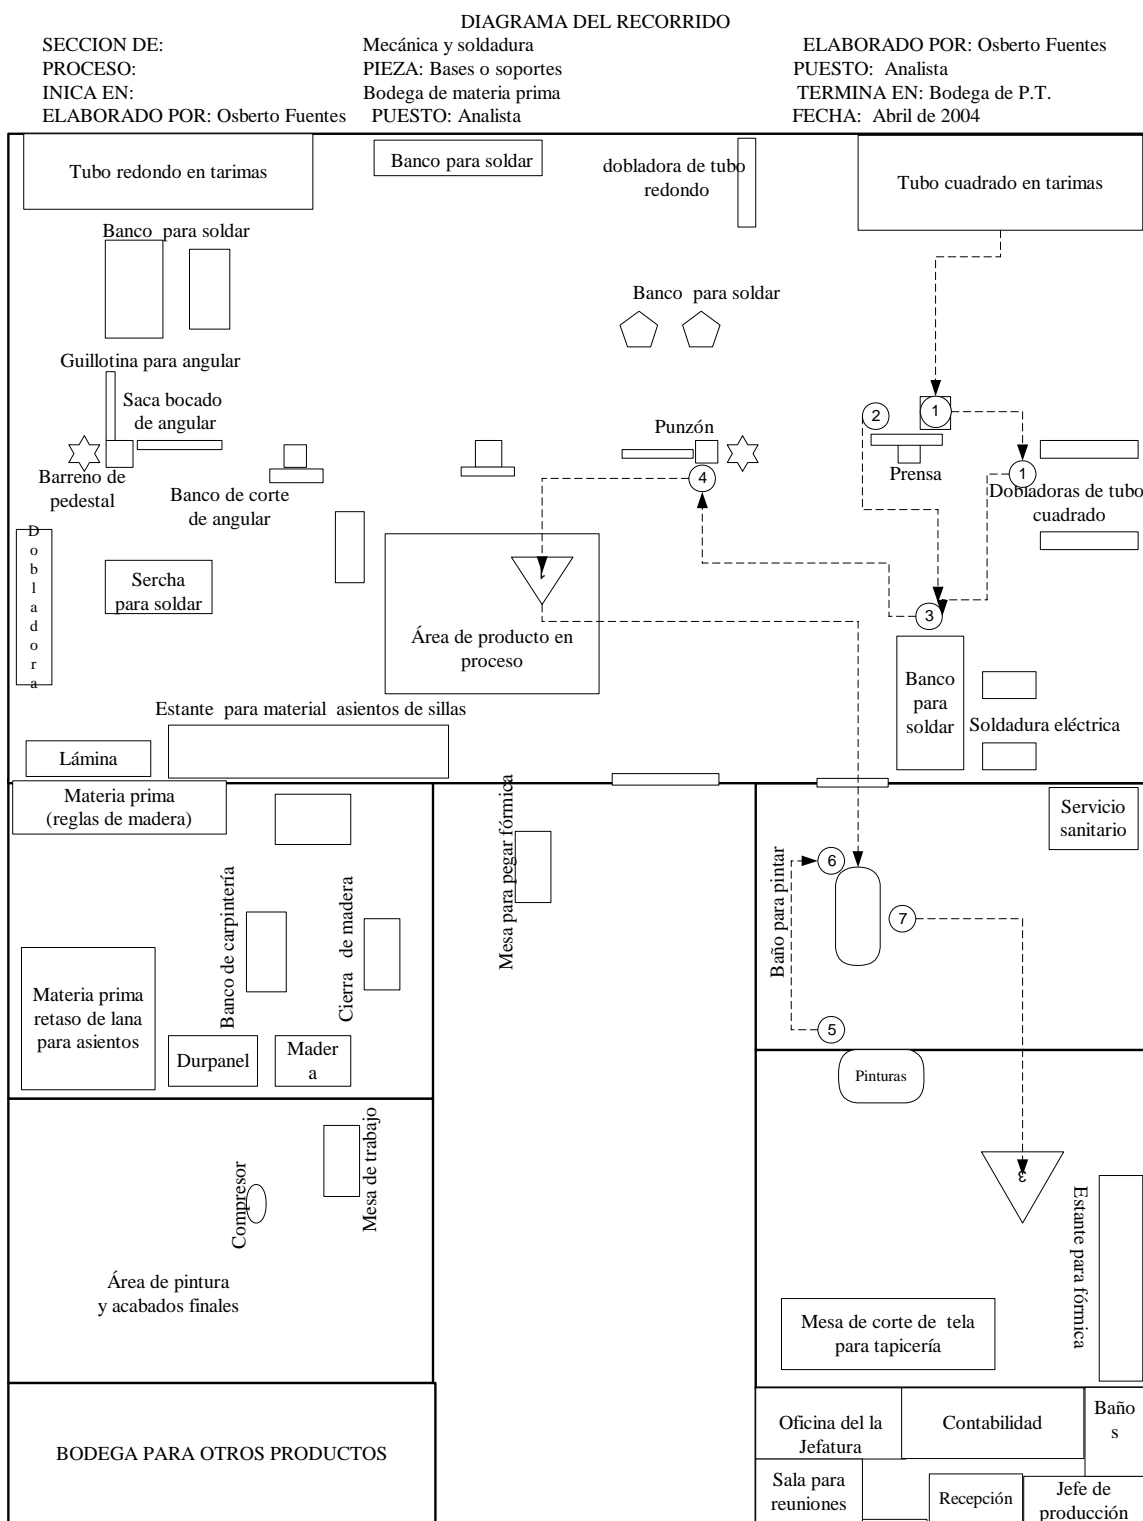 DIAGRAMA DEL RECORRIDO
SECCION DE: Mecánica y soldadura ELABORADO POR: Osberto Fuentes
PROCESO: PIEZA: Bases o soportes PUESTO: Analista
INICA EN: Bodega de materia prima TERMINA EN: Bodega de P.T.
ELABORADO POR: Osberto Fuentes PUESTO: Analista FECHA: Abril de 2004
Tubo redondo en tarimas
Banco para soldar
dobladora de tubo
redondo
Tubo cuadrado en tarimas
Banco para soldar
Banco para soldar
Guillotina para angular
Saca bocado
de angular
Barreno de
pedestal
Banco de corte
de angular
Punzón
4
2
1
Prensa
1
Dobladoras de tubo
cuadrado
D
o
b
l
a
d
o
r
a
Sercha
para soldar
1
Área de producto en
proceso
3
Banco
para
soldar
Soldadura eléctrica
Estante para material asientos de sillas
Lámina
Materia prima
(reglas de madera)
Mesa para pegar fórmica
Servicio
sanitario
Baño para pintar
6
7
5
Banco de carpintería
Cierra de madera
Materia prima
retaso de lana
para asientos
Durpanel
Mader
a
Pinturas
Mesa de trabajo
Compresor
3
Estante para fórmica
Área de pintura
y acabados finales
Mesa de corte de tela
para tapicería
BODEGA PARA OTROS PRODUCTOS
Oficina del la
Jefatura
Contabilidad
Baño
s
Sala para
reuniones
Recepción
Jefe de
producción